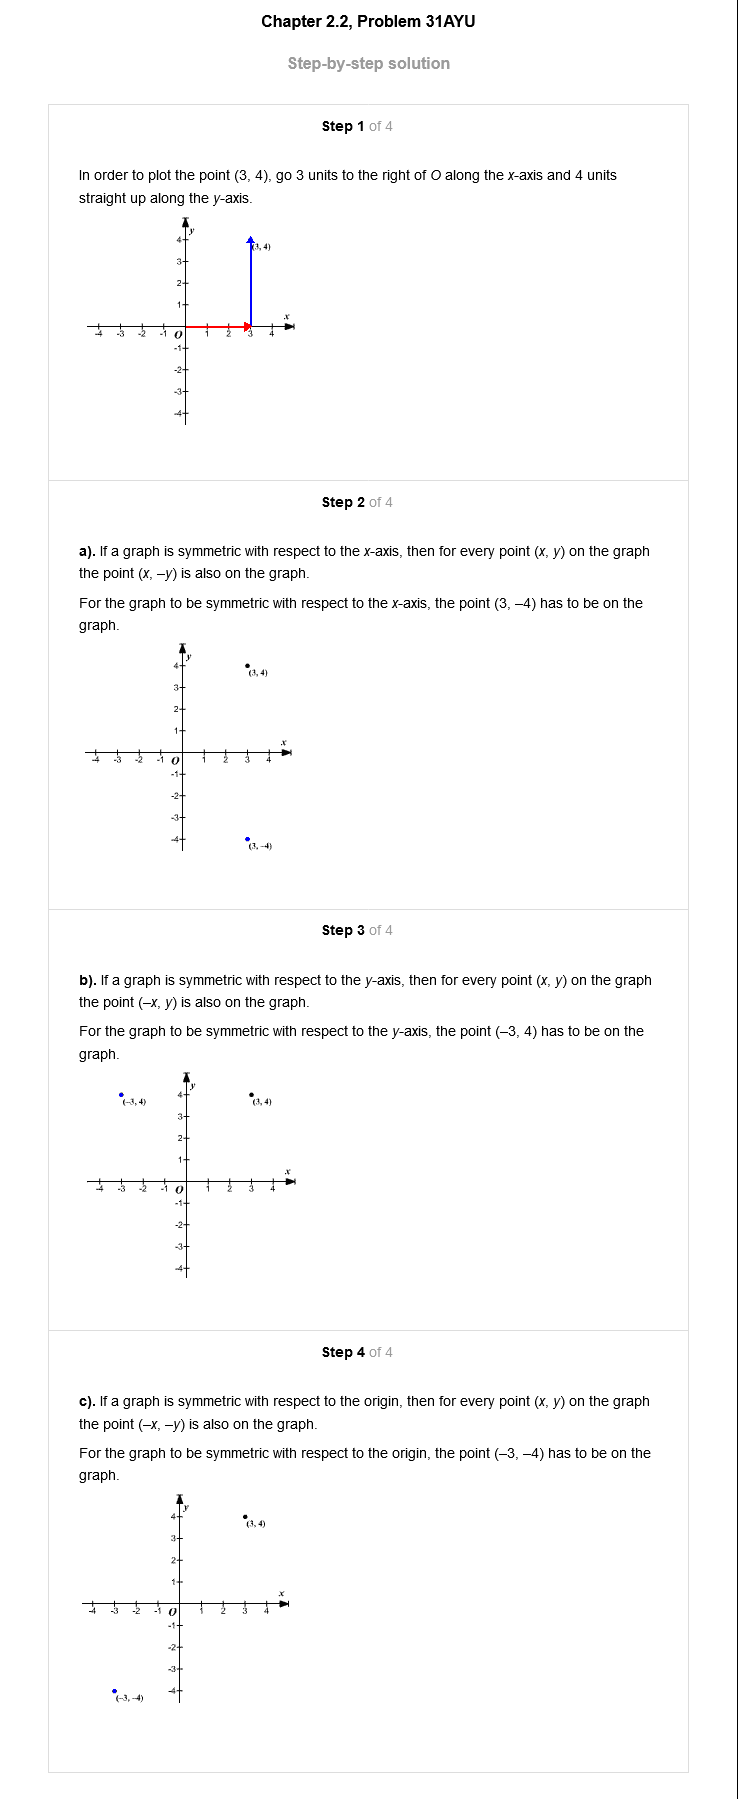 Chapter 2.2, Problem 31AYU
Step-by-step solution
Step 1 of 4
In order to plot the point (3, 4), go 3 units to the right of O along the x-axis and 4 units
straight up along the y-axis.
y
4
(3, 4)
3
2
1
x
-4 -3 -2 -1 O 1 2 3 4
-1
-2
-3
-4
Step 2 of 4
a). If a graph is symmetric with respect to the x-axis, then for every point (x, y) on the graph
the point (x, –y) is also on the graph.
For the graph to be symmetric with respect to the x-axis, the point (3, –4) has to be on the
graph.
y
4
(3, 4)
3
2
1
x
-4 -3 -2 -1 O 1 2 3 4
-1
-2
-3
-4
(3, –4)
Step 3 of 4
b). If a graph is symmetric with respect to the y-axis, then for every point (x, y) on the graph
the point (–x, y) is also on the graph.
For the graph to be symmetric with respect to the y-axis, the point (–3, 4) has to be on the
graph.
y
4
(–3, 4) (3, 4)
3
2
1
x
-4 -3 -2 -1 O 1 2 3 4
-1
-2
-3
-4
Step 4 of 4
c). If a graph is symmetric with respect to the origin, then for every point (x, y) on the graph
the point (–x, –y) is also on the graph.
For the graph to be symmetric with respect to the origin, the point (–3, –4) has to be on the
graph.
y
4
(3, 4)
3
2
1
x
-4 -3 -2 -1 O 1 2 3 4
-1
-2
-3
-4
(–3, –4)